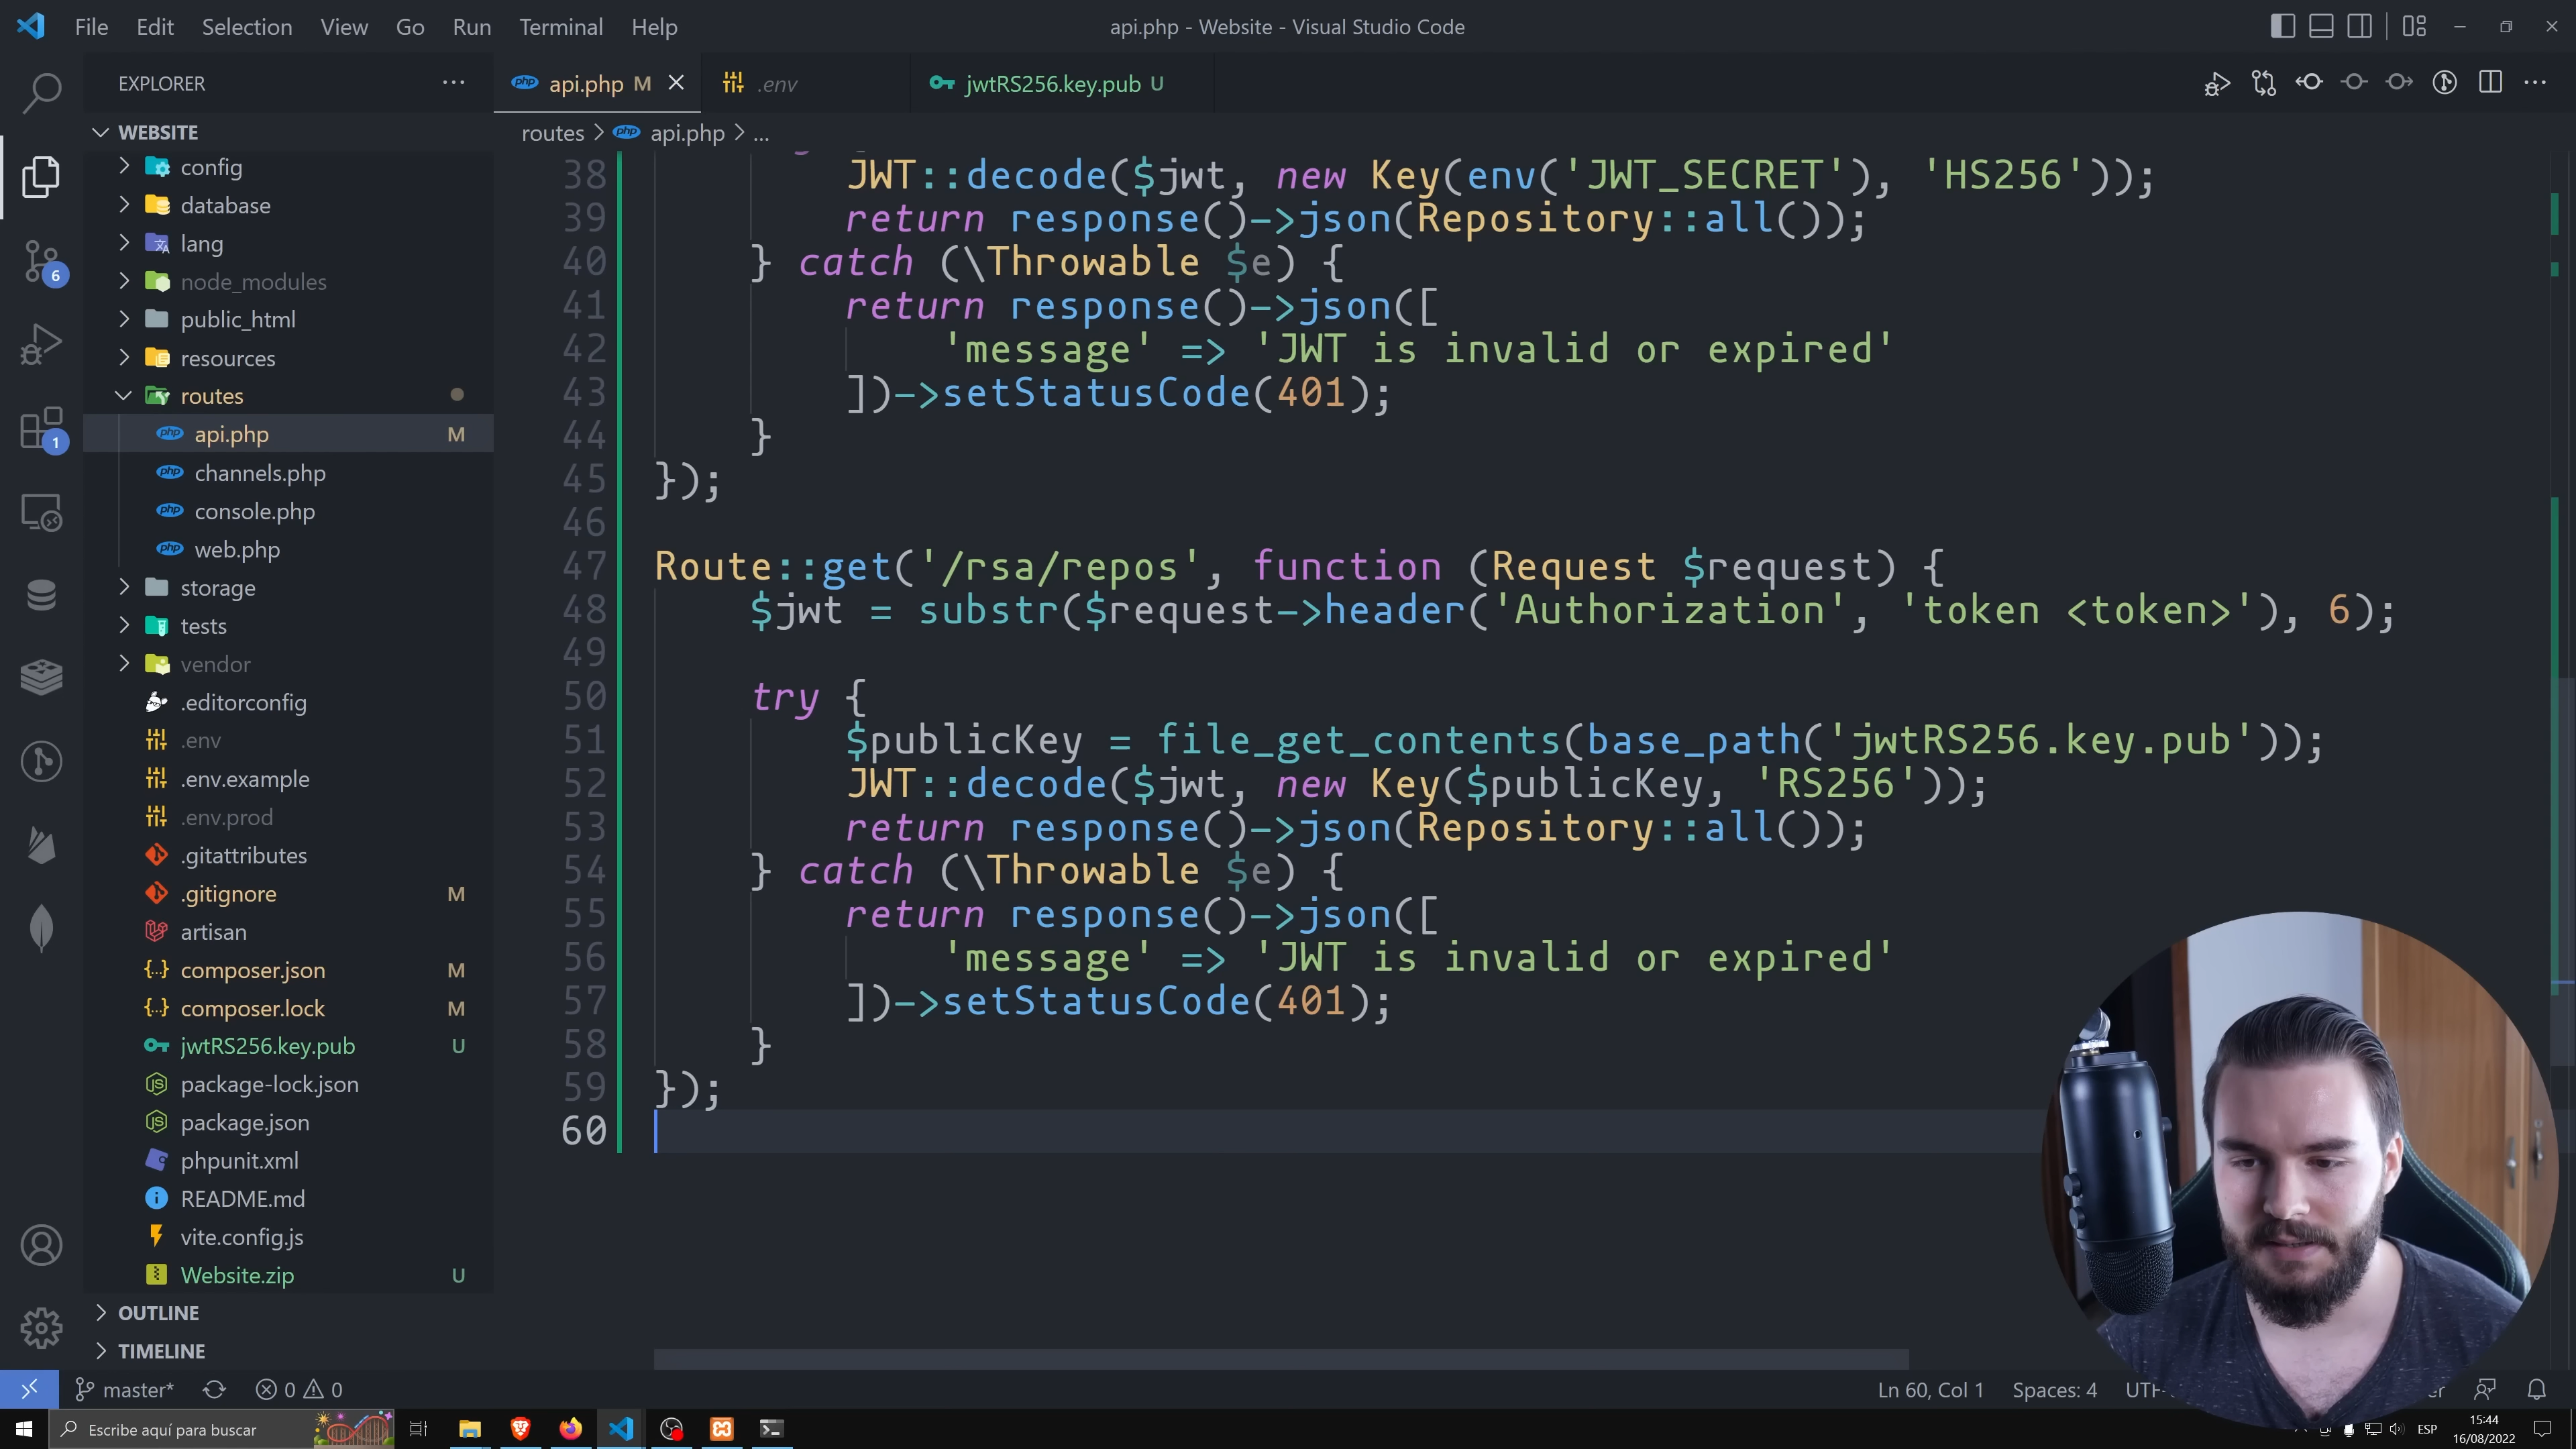 File Edit Selection View Go Run Terminal Help
api.php - Website - Visual Studio Code
EXPLORER
WEBSITE
config
database
lang
node_modules
public_html
resources
routes
api.php M
channels.php
console.php
web.php
storage
tests
vendor
.editorconfig
.env
.env.example
.env.prod
.gitattributes
.gitignore M
artisan
composer.json M
composer.lock M
jwtRS256.key.pub U
package-lock.json
package.json
phpunit.xml
README.md
vite.config.js
Website.zip U
OUTLINE
TIMELINE
6
1
api.php M
.env
jwtRS256.key.pub U
routes > api.php > ...
38 JWT::decode($jwt, new Key(env('JWT_SECRET'), 'HS256'));
39 return response()->json(Repository::all());
40 } catch (\Throwable $e) {
41 return response()->json([
42 'message' => 'JWT is invalid or expired'
43 ])->setStatusCode(401);
44 }
45 });
46
47 Route::get('/rsa/repos', function (Request $request) {
48 $jwt = substr($request->header('Authorization', 'token <token>'), 6);
49
50 try {
51 $publicKey = file_get_contents(base_path('jwtRS256.key.pub'));
52 JWT::decode($jwt, new Key($publicKey, 'RS256'));
53 return response()->json(Repository::all());
54 } catch (\Throwable $e) {
55 return response()->json([
56 'message' => 'JWT is invalid or expired'
57 ])->setStatusCode(401);
58 }
59 });
60
master* 0 0
Ln 60, Col 1 Spaces: 4
Escribe aquí para buscar
ESP
15:44
16/08/2022